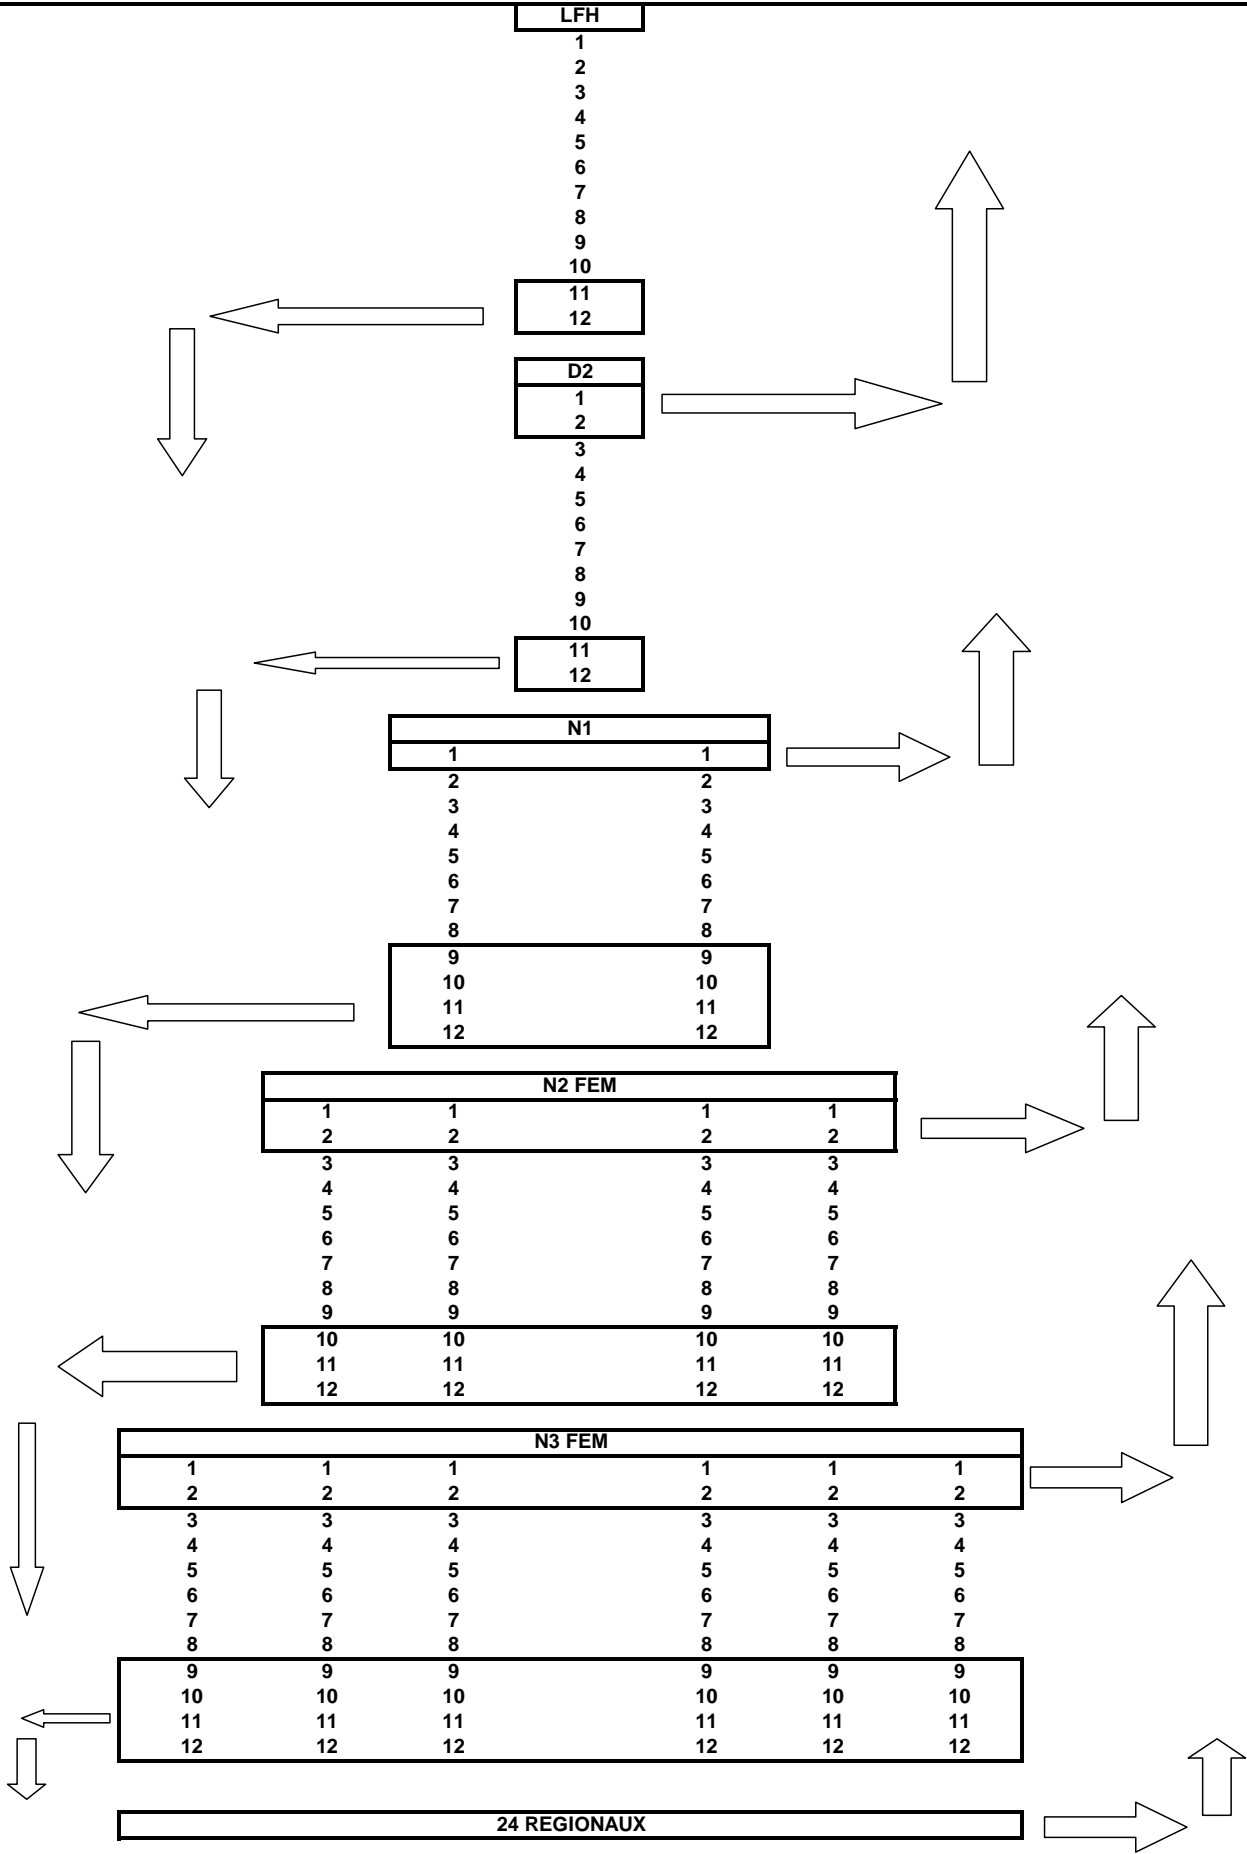 LFH
1
2
3
4
5
6
7
8
9
10
11
12
D2
1
2
3
4
5
6
7
8
9
10
11
12
N1
1 1
2 2
3 3
4 4
5 5
6 6
7 7
8 8
9 9
10 10
11 11
12 12
N2 FEM
1 1 1 1
2 2 2 2
3 3 3 3
4 4 4 4
5 5 5 5
6 6 6 6
7 7 7 7
8 8 8 8
9 9 9 9
10 10 10 10
11 11 11 11
12 12 12 12
N3 FEM
1 1 1 1 1 1
2 2 2 2 2 2
3 3 3 3 3 3
4 4 4 4 4 4
5 5 5 5 5 5
6 6 6 6 6 6
7 7 7 7 7 7
8 8 8 8 8 8
9 9 9 9 9 9
10 10 10 10 10 10
11 11 11 11 11 11
12 12 12 12 12 12
24 REGIONAUX